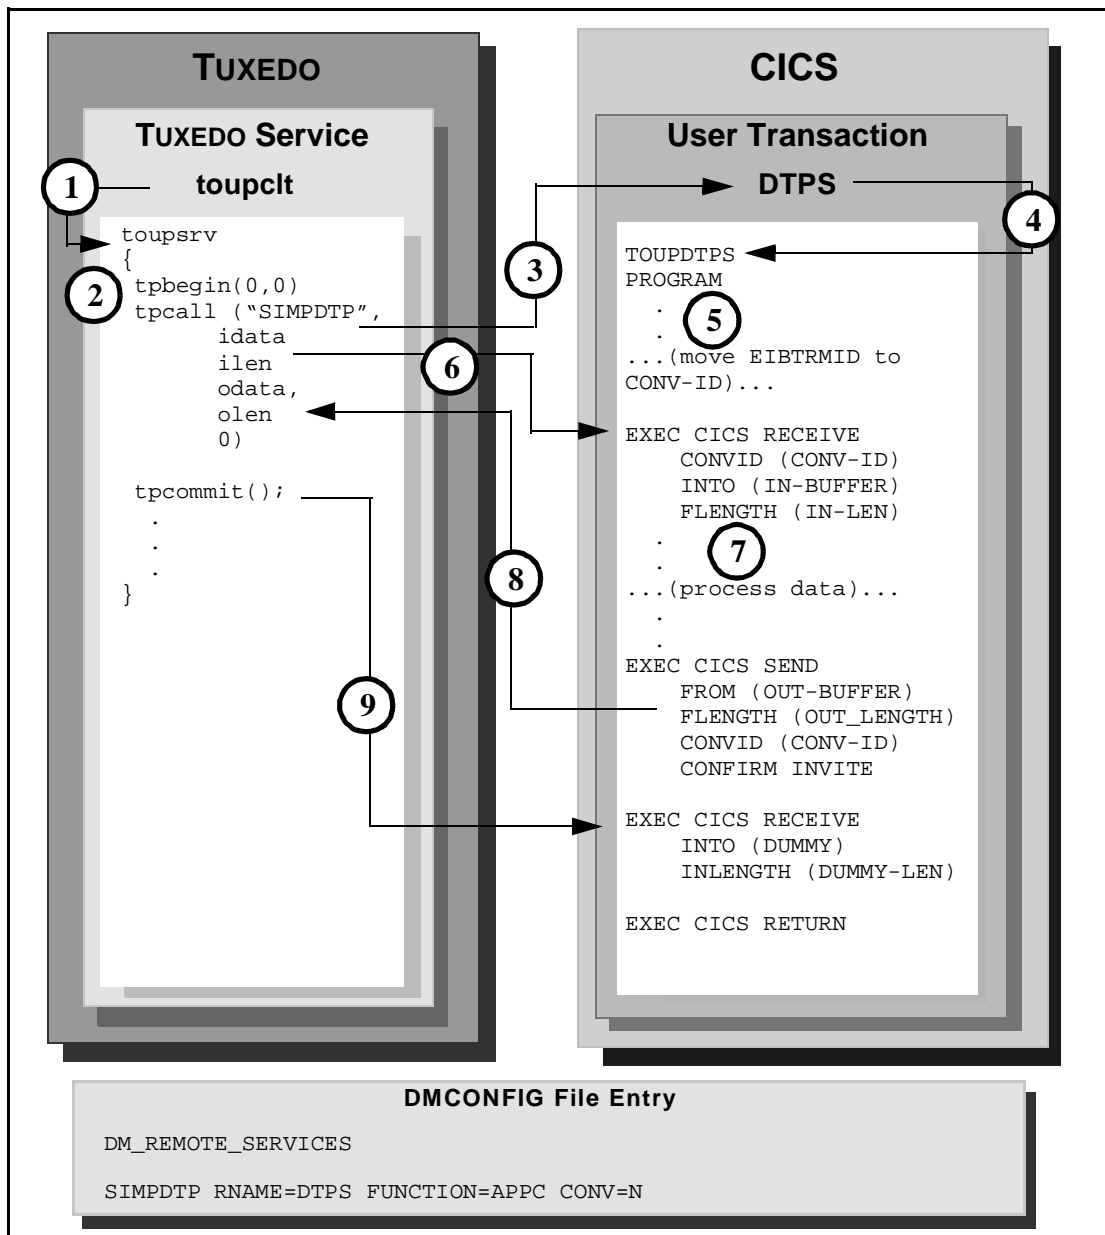 TUXEDO
TUXEDO Service
toupclt
1
toupsrv
{
2
tpbegin(0,0)
tpcall (“SIMPDTP”,
idata
ilen
odata,
olen
0)
tpcommit();
.
.
.
}
3
6
8
9
CICS
User Transaction
DTPS
4
TOUPDTPS
PROGRAM
.
5
.
...(move EIBTRMID to
CONV-ID)...
EXEC CICS RECEIVE
CONVID (CONV-ID)
INTO (IN-BUFFER)
FLENGTH (IN-LEN)
.
7
.
...(process data)...
.
.
EXEC CICS SEND
FROM (OUT-BUFFER)
FLENGTH (OUT_LENGTH)
CONVID (CONV-ID)
CONFIRM INVITE
EXEC CICS RECEIVE
INTO (DUMMY)
INLENGTH (DUMMY-LEN)
EXEC CICS RETURN
DMCONFIG File Entry
DM_REMOTE_SERVICES
SIMPDTP RNAME=DTPS FUNCTION=APPC CONV=N